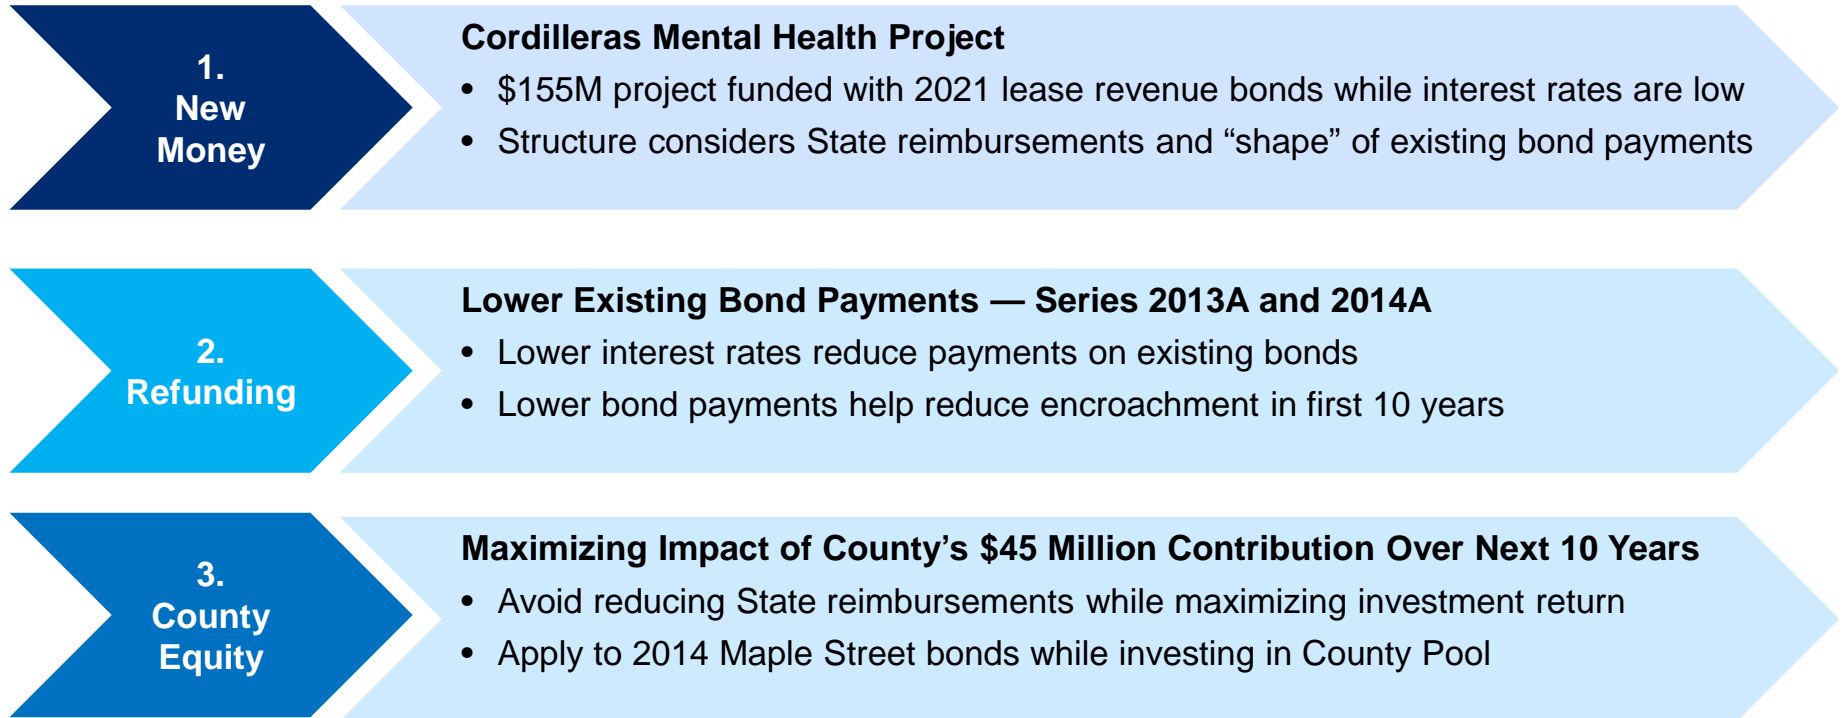 1.
New
Money
Cordilleras Mental Health Project
• $155M project funded with 2021 lease revenue bonds while interest rates are low
• Structure considers State reimbursements and “shape” of existing bond payments
2.
Refunding
Lower Existing Bond Payments — Series 2013A and 2014A
• Lower interest rates reduce payments on existing bonds
• Lower bond payments help reduce encroachment in first 10 years
3.
County
Equity
Maximizing Impact of County’s $45 Million Contribution Over Next 10 Years
• Avoid reducing State reimbursements while maximizing investment return
• Apply to 2014 Maple Street bonds while investing in County Pool